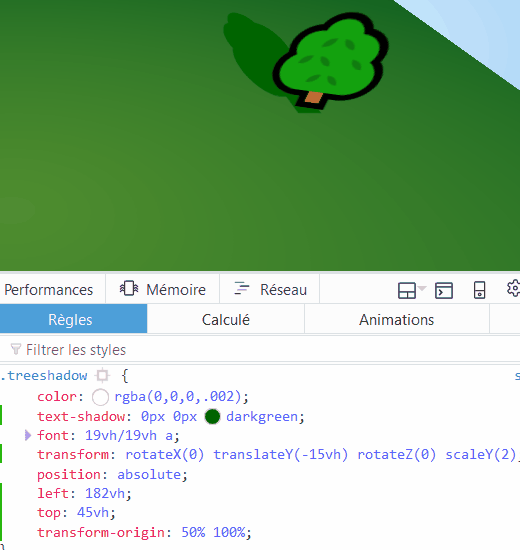 Performances Mémoire Réseau
Règles Calculé Animations
Filtrer les styles
.treeshadow { s
color: rgba(0,0,0,.002);
text-shadow: 0px 0px darkgreen;
font: 19vh/19vh a;
transform: rotateX(0) translateY(-15vh) rotateZ(0) scaleY(2);
position: absolute;
left: 182vh;
top: 45vh;
transform-origin: 50% 100%;
}